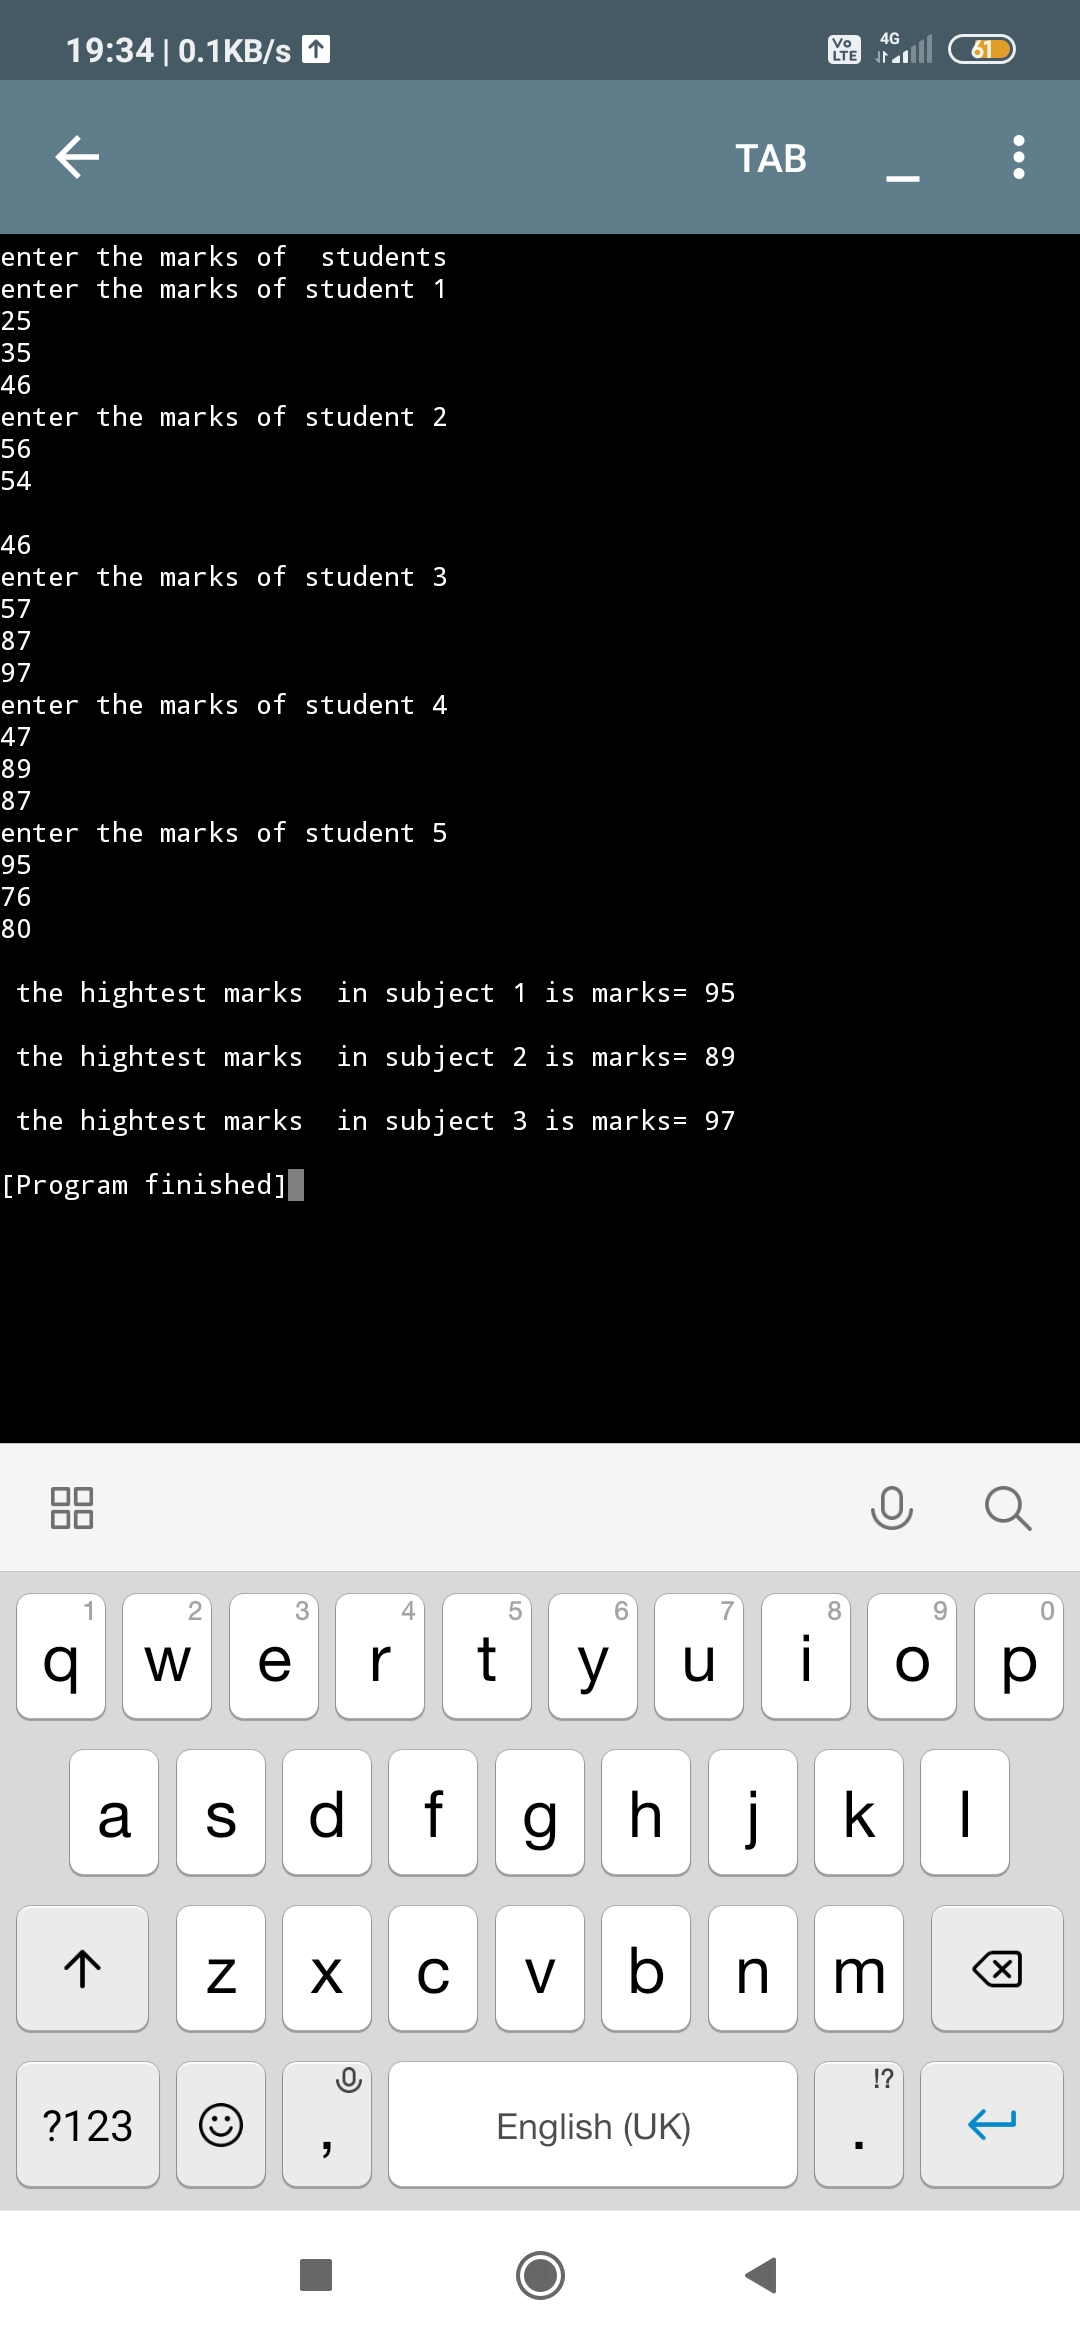 19:34 | 0.1KB/s
Vo LTE
4G
61
TAB
_
enter the marks of  students
enter the marks of student 1
25
35
46
enter the marks of student 2
56
54
46
enter the marks of student 3
57
87
97
enter the marks of student 4
47
89
87
enter the marks of student 5
95
76
80
the hightest marks  in subject 1 is marks= 95
the hightest marks  in subject 2 is marks= 89
the hightest marks  in subject 3 is marks= 97
[Program finished]
1 2 3 4 5 6 7 8 9 0
q w e r t y u i o p
a s d f g h j k l
z x c v b n m
!?
?123 , English (UK) .